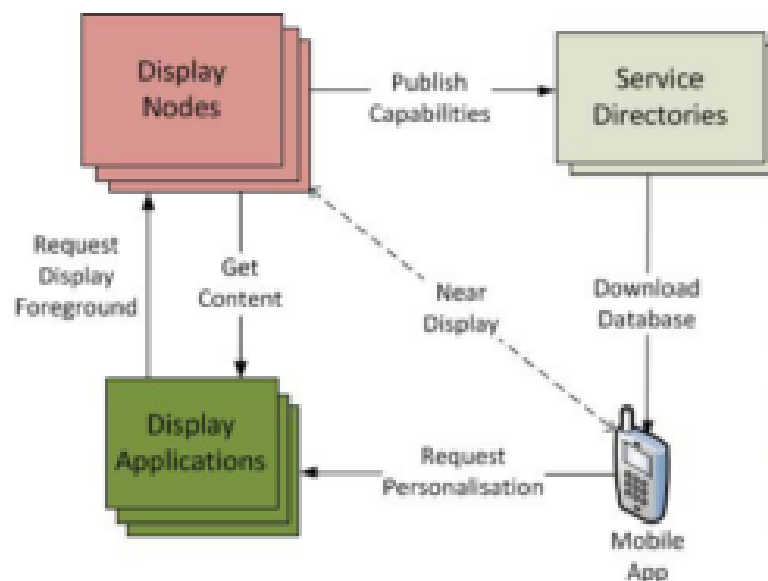 Display
Nodes
Publish
Capabilities
Service
Directories
Request
Display
Foreground
Get
Content
Near
Display
Download
Database
Display
Applications
Request
Personalisation
Mobile
App